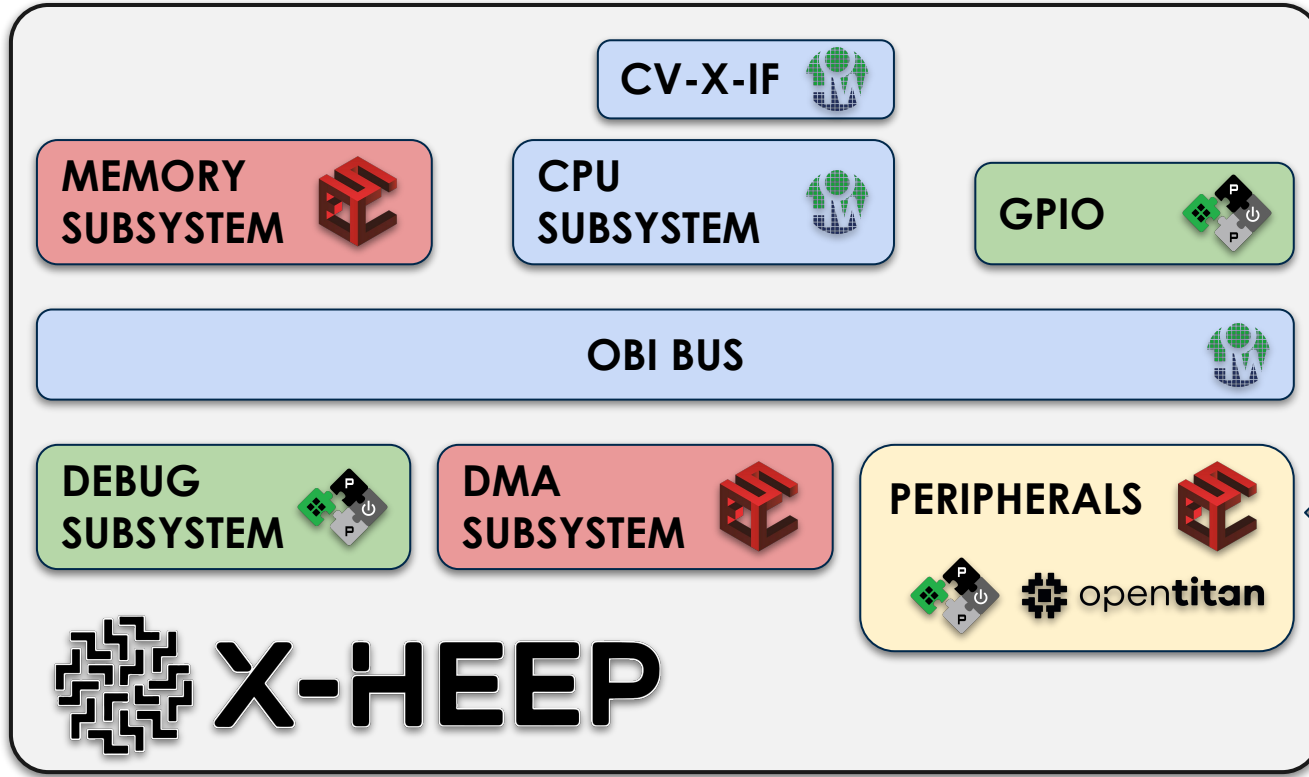 CV-X-IF
MEMORY
SUBSYSTEM
CPU
SUBSYSTEM
GPIO
P
P
OBI BUS
DEBUG
SUBSYSTEM
P
P
DMA
SUBSYSTEM
PERIPHERALS
P
P
opentitan
X-HEEP